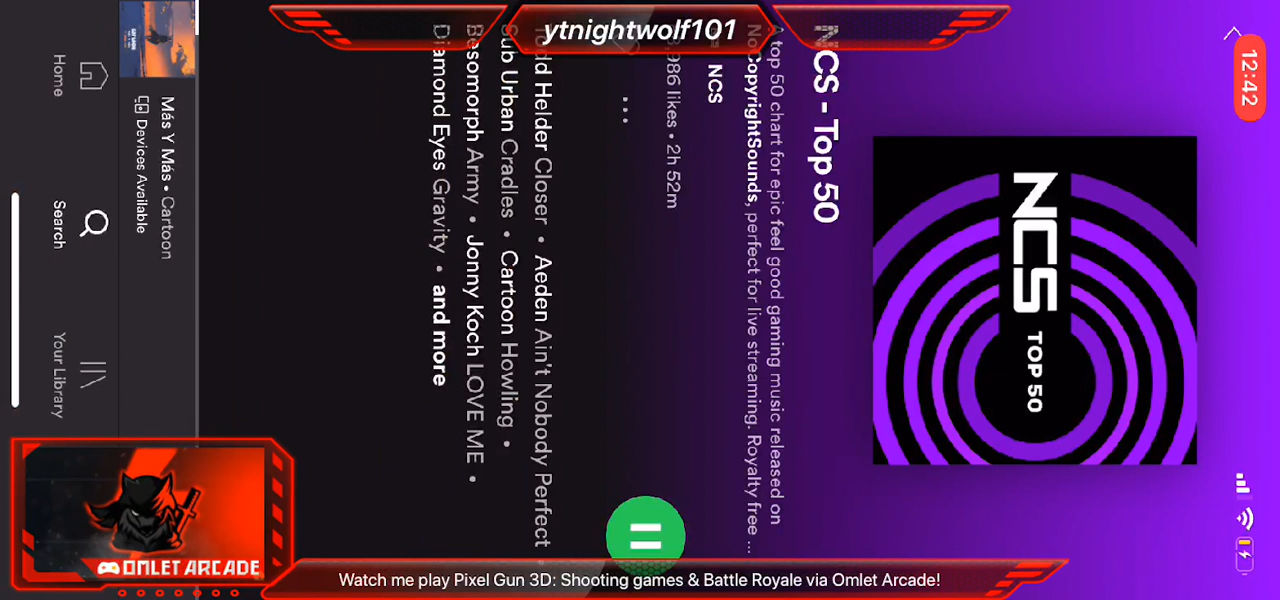 ytnightwolf101
12:42
NCS
TOP 50
NCS - Top 50
A top 50 chart for epic feel good gaming music released on
NoCopyrightSounds, perfect for live streaming. Royalty free ...
NCS
986 likes • 2h 52m
...
Todd Helder Closer • Aeden Ain't Nobody Perfect •
Sub Urban Cradles • Cartoon Howling •
Besomorph Army • Jonny Koch LOVE ME •
Diamond Eyes Gravity • and more
Más Y Más • Cartoon
Devices Available
Home
Search
Your Library
OMLET ARCADE
Watch me play Pixel Gun 3D: Shooting games & Battle Royale via Omlet Arcade!